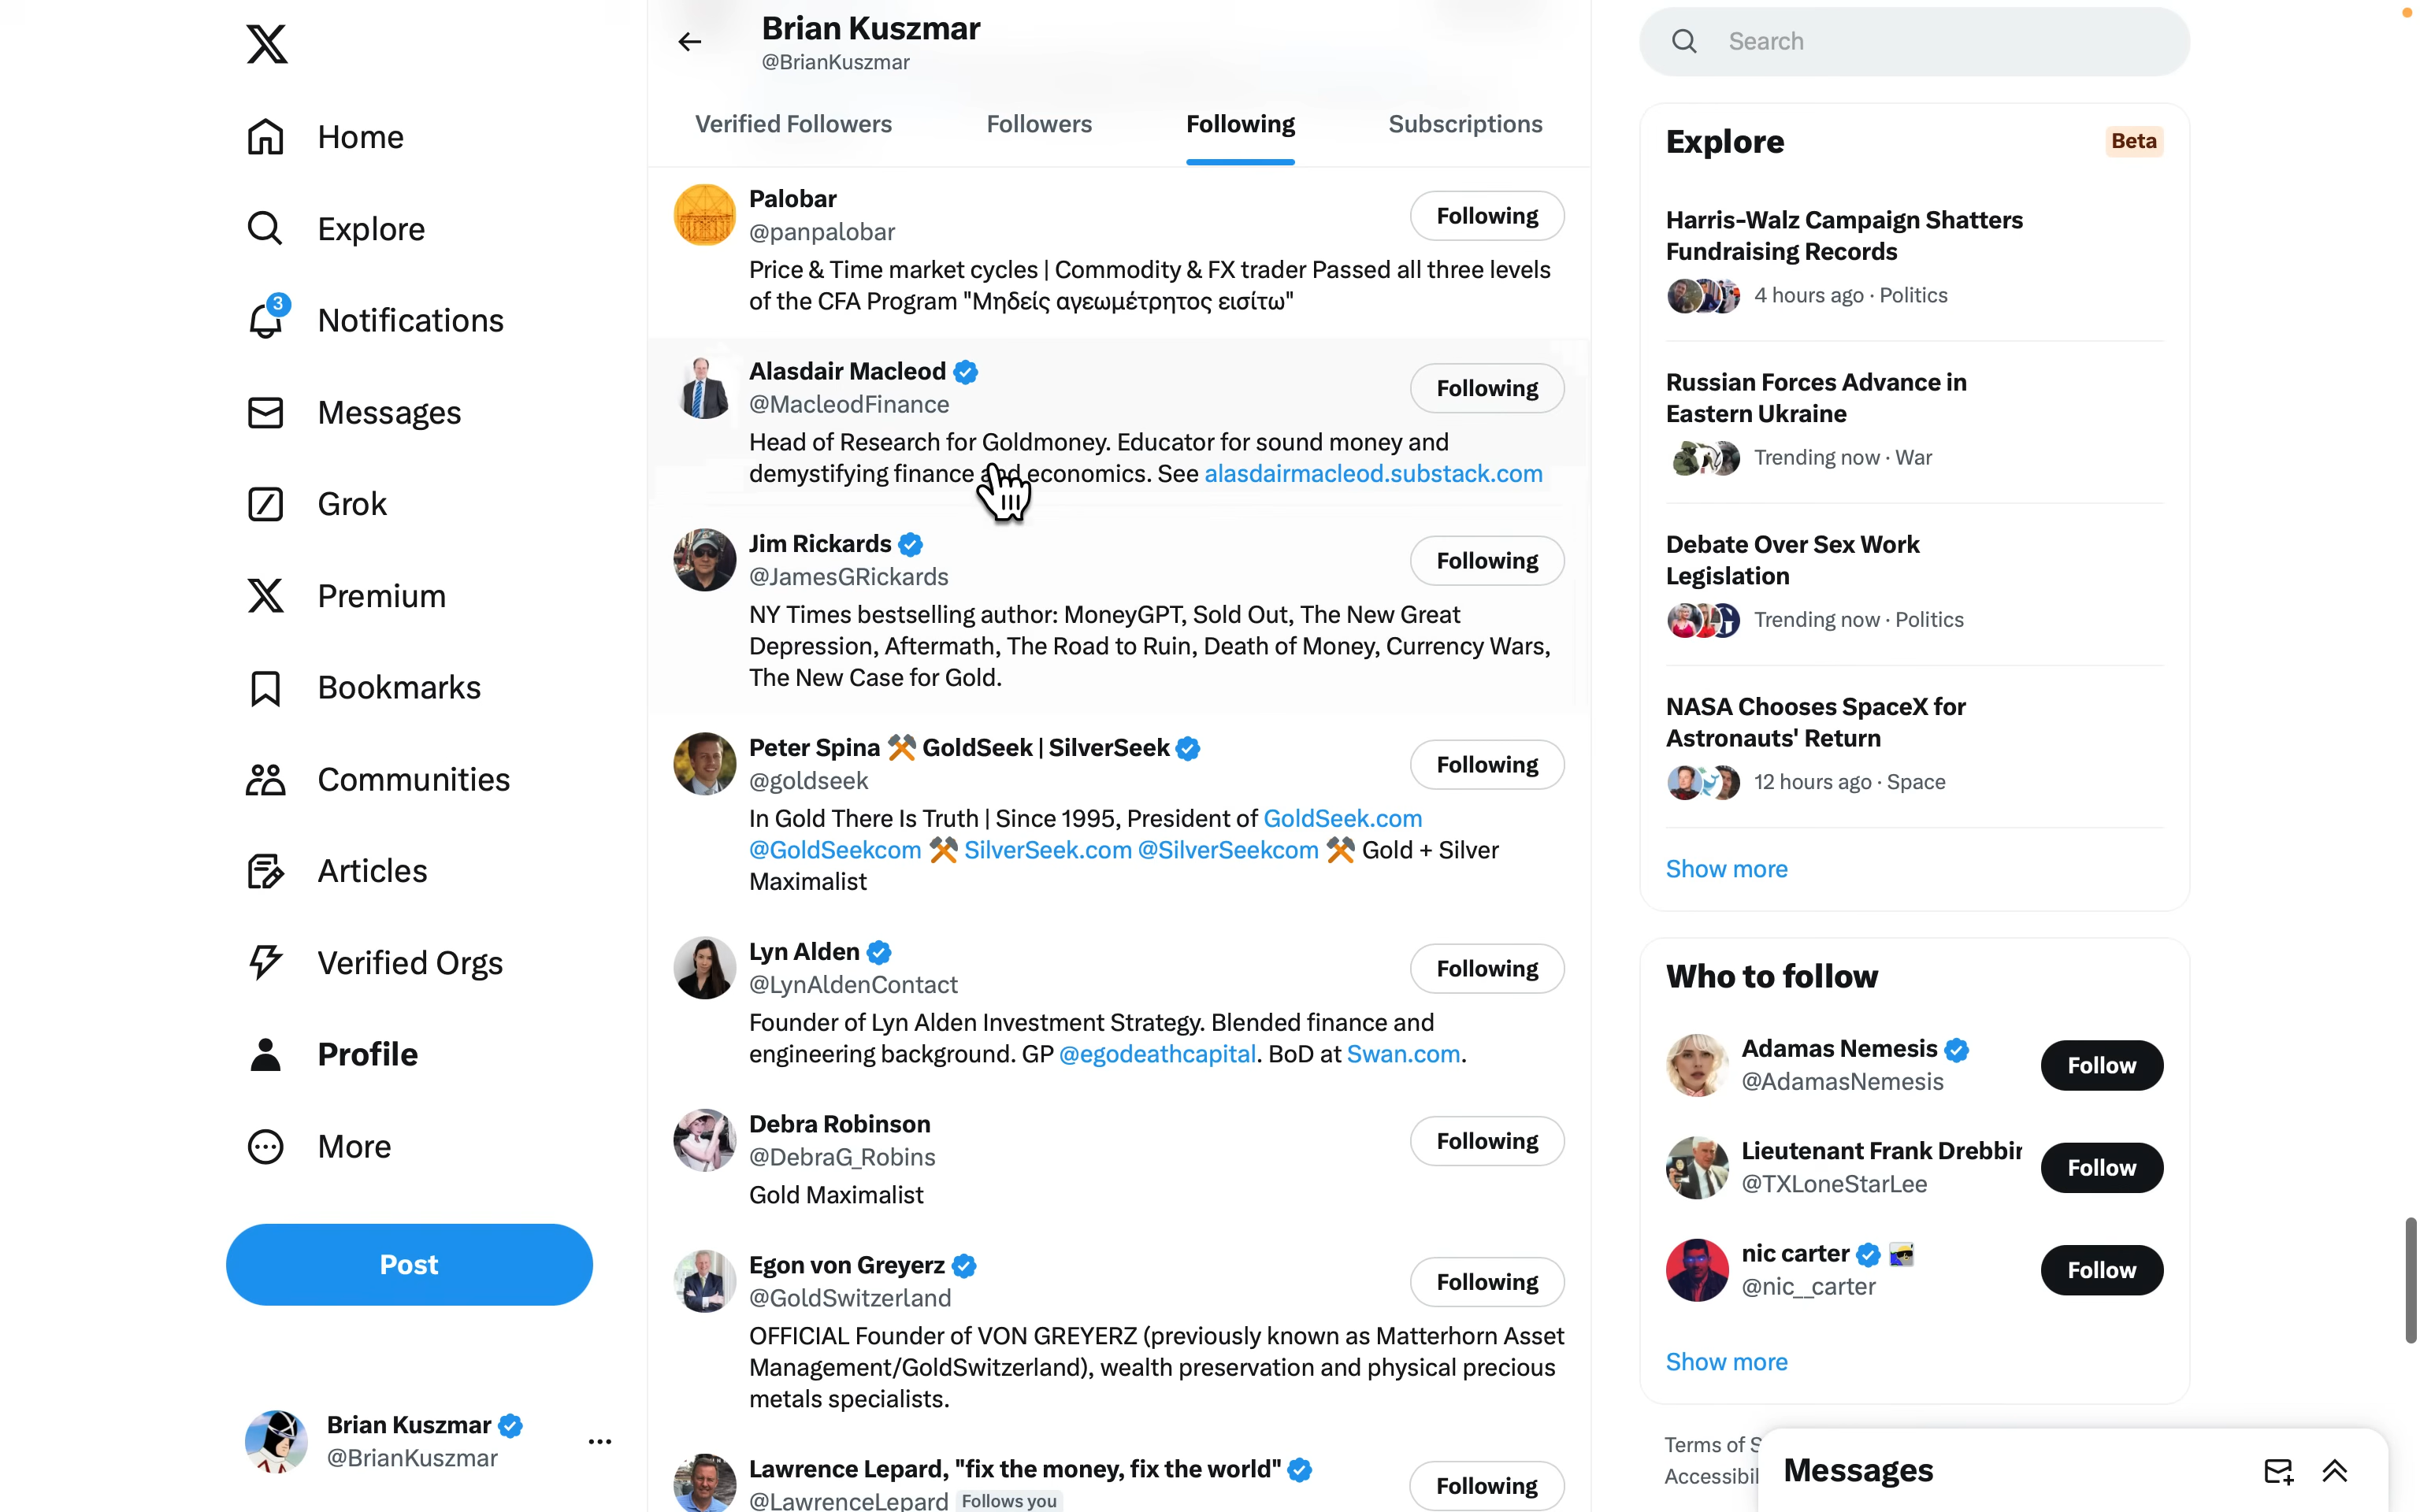 Home
Explore
3
Notifications
Messages
Grok
Premium
Bookmarks
Communities
Articles
Verified Orgs
Profile
More
Post
Brian Kuszmar
@BrianKuszmar
Brian Kuszmar
@BrianKuszmar
Verified Followers
Followers
Following
Subscriptions
Palobar
@panpalobar
Following
Price & Time market cycles | Commodity & FX trader Passed all three levels
of the CFA Program "Μηδείς αγεωμέτρητος εισίτω"
Alasdair Macleod
@MacleodFinance
Following
Head of Research for Goldmoney. Educator for sound money and
demystifying finance and economics. See alasdairmacleod.substack.com
Jim Rickards
@JamesGRickards
Following
NY Times bestselling author: MoneyGPT, Sold Out, The New Great
Depression, Aftermath, The Road to Ruin, Death of Money, Currency Wars,
The New Case for Gold.
Peter Spina ⚒️ GoldSeek | SilverSeek
@goldseek
Following
In Gold There Is Truth | Since 1995, President of GoldSeek.com
@GoldSeekcom ⚒️ SilverSeek.com @SilverSeekcom ⚒️ Gold + Silver
Maximalist
Lyn Alden
@LynAldenContact
Following
Founder of Lyn Alden Investment Strategy. Blended finance and
engineering background. GP @egodeathcapital. BoD at Swan.com.
Debra Robinson
@DebraG_Robins
Following
Gold Maximalist
Egon von Greyerz
@GoldSwitzerland
Following
OFFICIAL Founder of VON GREYERZ (previously known as Matterhorn Asset
Management/GoldSwitzerland), wealth preservation and physical precious
metals specialists.
Lawrence Lepard, "fix the money, fix the world"
@LawrenceLepard Follows you
Following
Search
Explore
Beta
Harris-Walz Campaign Shatters
Fundraising Records
4 hours ago · Politics
Russian Forces Advance in
Eastern Ukraine
Trending now · War
Debate Over Sex Work
Legislation
Trending now · Politics
NASA Chooses SpaceX for
Astronauts' Return
12 hours ago · Space
Show more
Who to follow
Adamas Nemesis
@AdamasNemesis
Follow
Lieutenant Frank Drebbin
@TXLoneStarLee
Follow
nic carter
@nic__carter
Follow
Show more
Terms of S
Accessibil
Messages